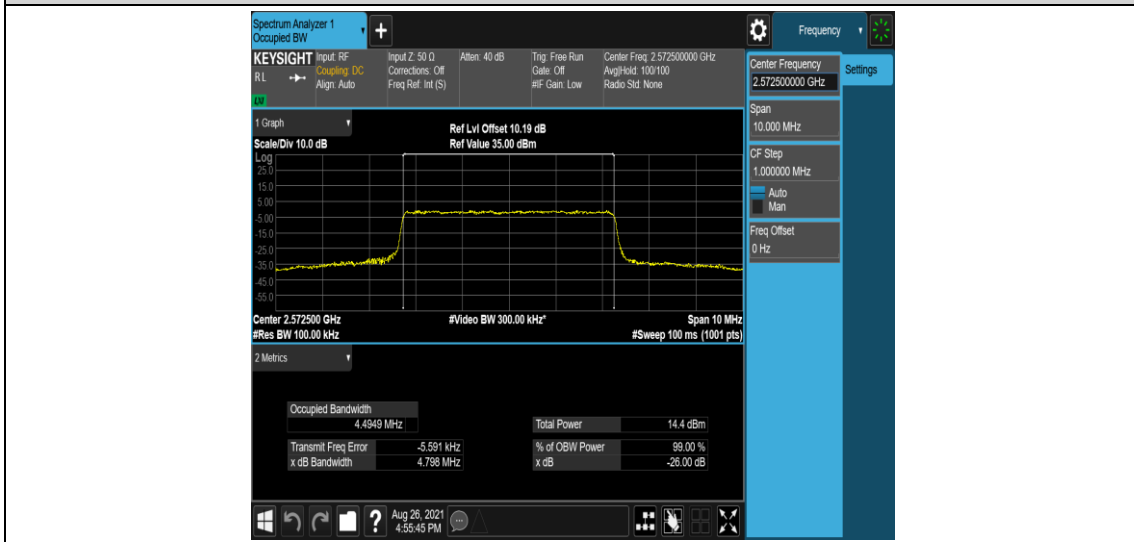 Spectrum Analyzer 1
Occupied BW
+
Frequency
KEYSIGHT
RL
LXI
Input: RF
Coupling: DC
Align: Auto
Input Z: 50 Ω
Corrections: Off
Freq Ref: Int (S)
Atten: 40 dB
Trig: Free Run
Gate: Off
#IF Gain: Low
Center Freq: 2.572500000 GHz
Avg|Hold: 100/100
Radio Std: None
Center Frequency
2.572500000 GHz
Settings
Span
10.000 MHz
CF Step
1.000000 MHz
Auto
Man
Freq Offset
0 Hz
1 Graph
Scale/Div 10.0 dB
Ref Lvl Offset 10.19 dB
Ref Value 35.00 dBm
Log
25.0
15.0
5.00
-5.00
-15.0
-25.0
-35.0
-45.0
-55.0
Center 2.572500 GHz
#Video BW 300.00 kHz*
Span 10 MHz
#Res BW 100.00 kHz
#Sweep 100 ms (1001 pts)
2 Metrics
Occupied Bandwidth
4.4949 MHz
Total Power 14.4 dBm
Transmit Freq Error -5.591 kHz
% of OBW Power 99.00 %
x dB Bandwidth 4.798 MHz
x dB -26.00 dB
?
Aug 26, 2021
4:55:45 PM